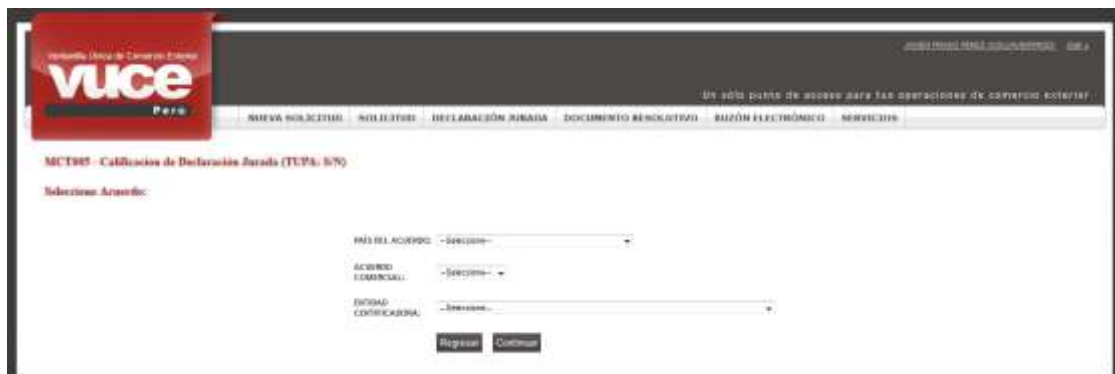 Ventanilla Única de Comercio Exterior
vuce
Perú
Salir
Un sólo punto de acceso para tus operaciones de comercio exterior
NUEVA SOLICITUD SOLICITUD DECLARACIÓN JURADA DOCUMENTO RESOLUTIVO BUZÓN ELECTRÓNICO SERVICIOS
MCT005 - Calificacion de Declaración Jurada (TUPA: S/N)
Seleccione Acuerdo:
PAÍS DEL ACUERDO: --Seleccione--
ACUERDO COMERCIAL: --Seleccione--
ENTIDAD CERTIFICADORA: --Seleccione--
Regresar Continuar